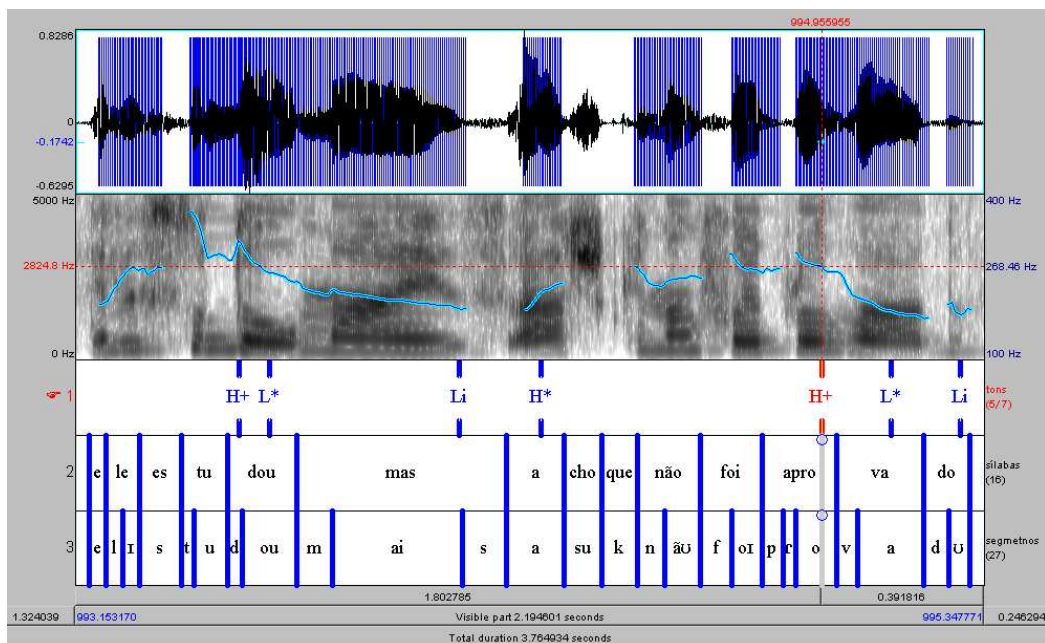 994.955955
0.8286
0
-0.1742
-0.6295
5000 Hz 400 Hz
2824.8 Hz 268.46 Hz
0 Hz 100 Hz
1 H+ L* Li H* H+ L* Li tons
(5/7)
2 e le es tu dou mas a cho que não foi apro va do sílabas
(16)
3 e l ɪ s t u d ou m ai s a su k n ãʊ f oɪ p r o v a d ʊ segmetnos
(27)
1.802785 0.391816
1.324039 993.153170 Visible part 2.194601 seconds 995.347771 0.246294
Total duration 3.764934 seconds